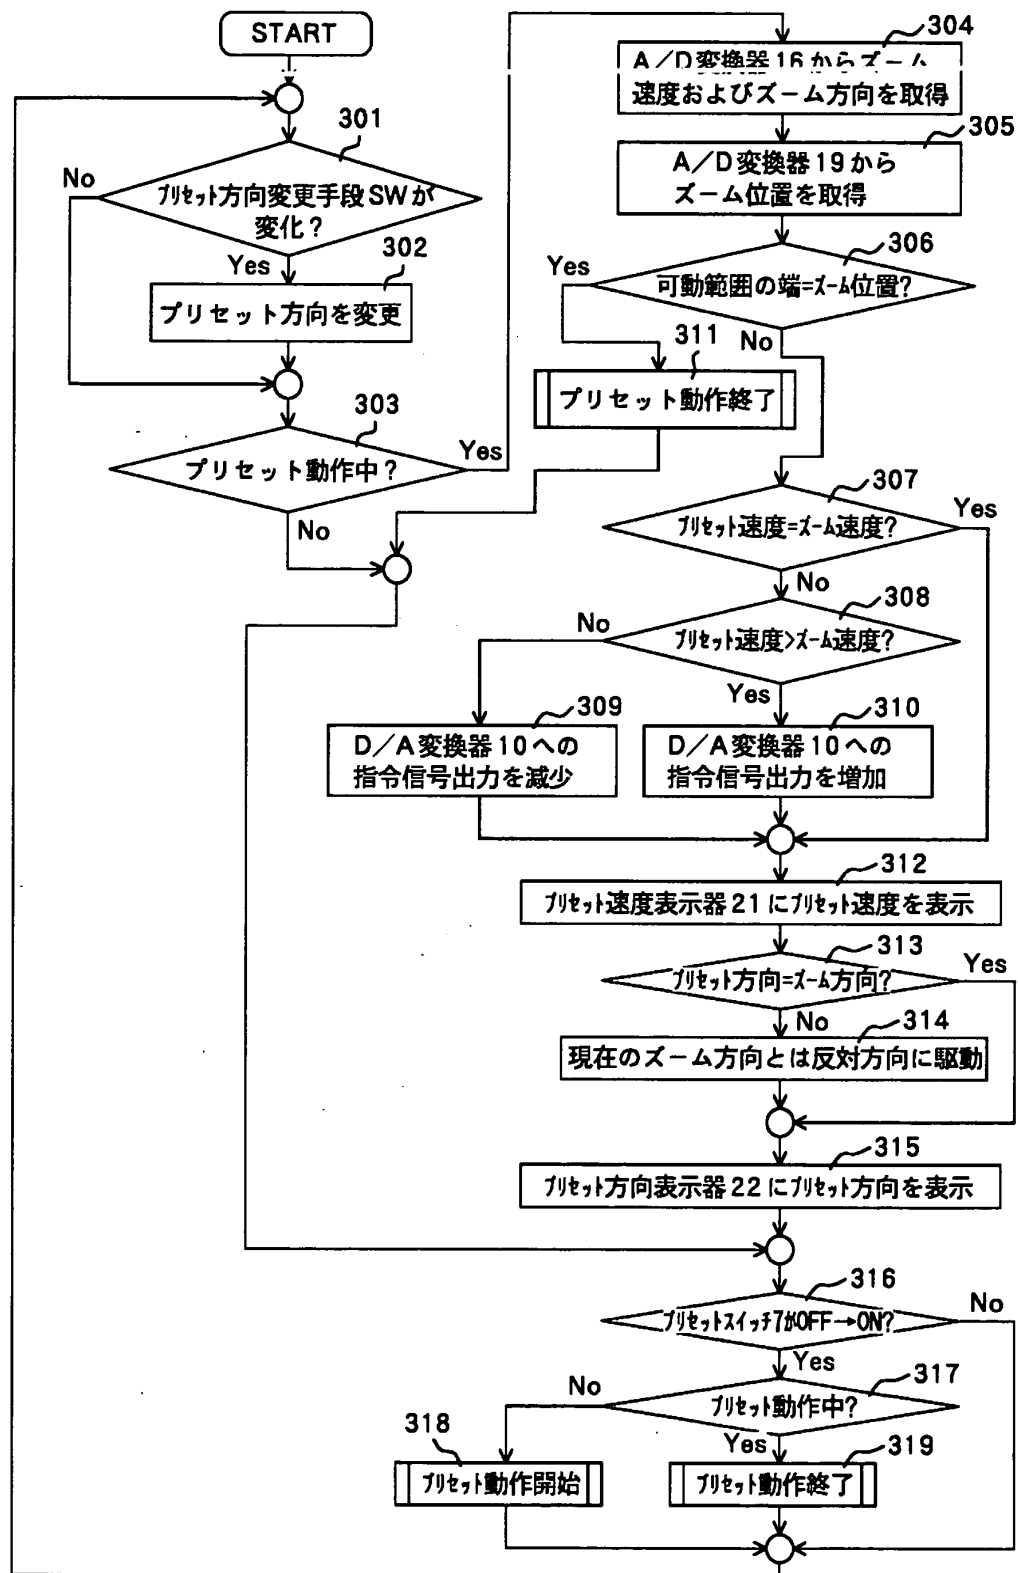 START
301
No
プリセット方向変更手段SWが
変化?
Yes
302
プリセット方向を変更
303
プリセット動作中?
Yes
No
304
A/D変換器16からズーム
速度およびズーム方向を取得
305
A/D変換器19から
ズーム位置を取得
306
Yes
可動範囲の端=ズーム位置?
No
311
プリセット動作終了
307
プリセット速度=ズーム速度?
Yes
No
308
No
プリセット速度>ズーム速度?
Yes
309
D/A変換器10への
指令信号出力を減少
310
D/A変換器10への
指令信号出力を増加
312
プリセット速度表示器21にプリセット速度を表示
313
プリセット方向=ズーム方向?
Yes
No
314
現在のズーム方向とは反対方向に駆動
315
プリセット方向表示器22にプリセット方向を表示
316
プリセットスイッチ7がOFF→ON?
No
Yes
317
No
プリセット動作中?
Yes
318
プリセット動作開始
319
プリセット動作終了